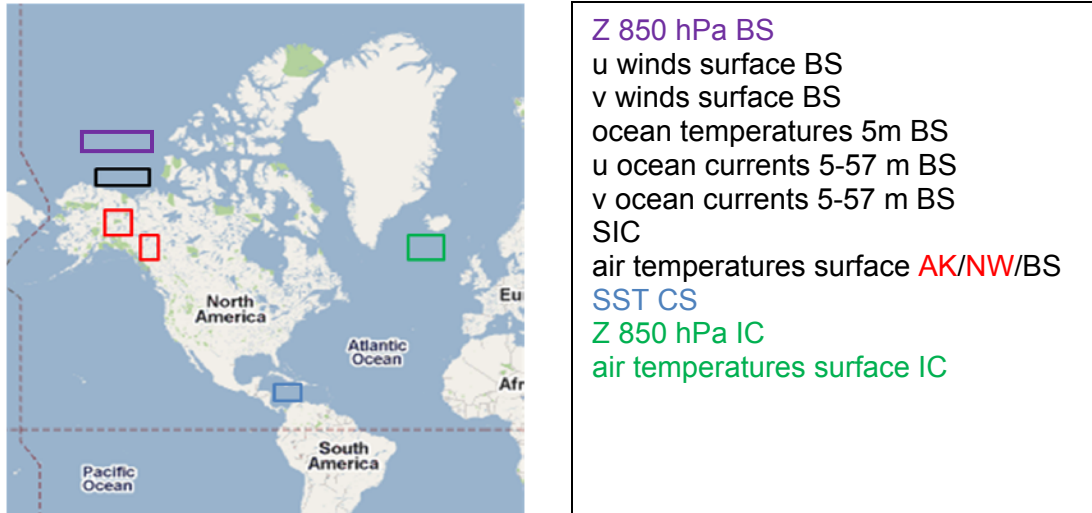 North
America
Atlantic
Ocean
Eu
Afr
South
America
Pacific
Ocean
Z 850 hPa BS
u winds surface BS
v winds surface BS
ocean temperatures 5m BS
u ocean currents 5-57 m BS
v ocean currents 5-57 m BS
SIC
air temperatures surface AK/NW/BS
SST CS
Z 850 hPa IC
air temperatures surface IC